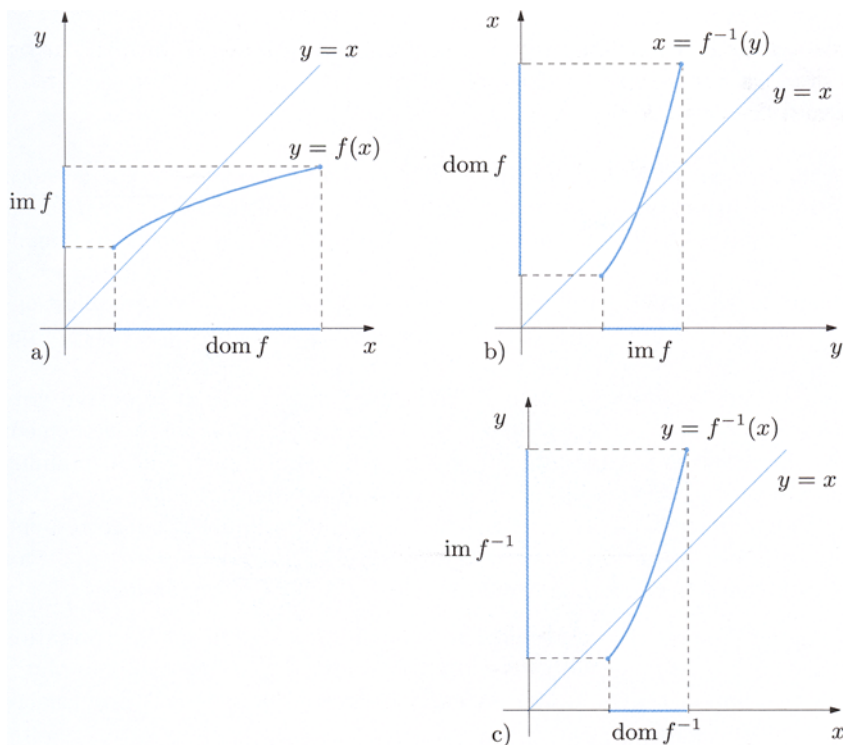 y
y = x
y = f(x)
im f
dom f
x
a)
x
x = f⁻¹(y)
y = x
dom f
im f
b)
y
y
y = f⁻¹(x)
y = x
im f⁻¹
dom f⁻¹
c)
x